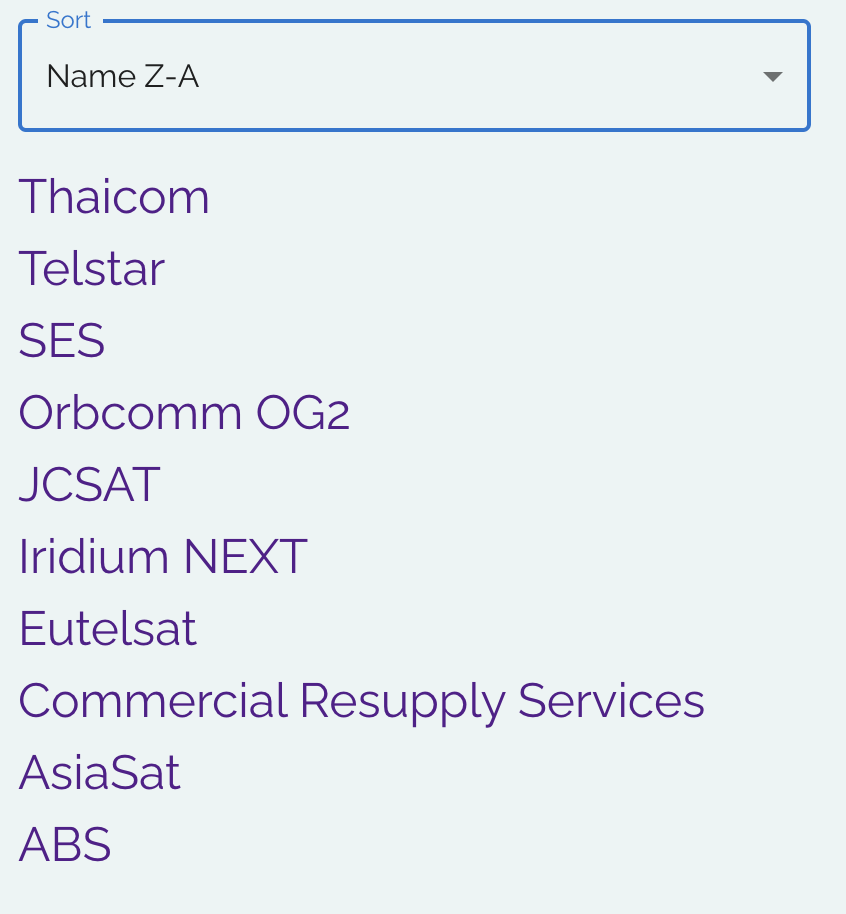 Sort
Name Z-A
Thaicom
Telstar
SES
Orbcomm OG2
JCSAT
Iridium NEXT
Eutelsat
Commercial Resupply Services
AsiaSat
ABS